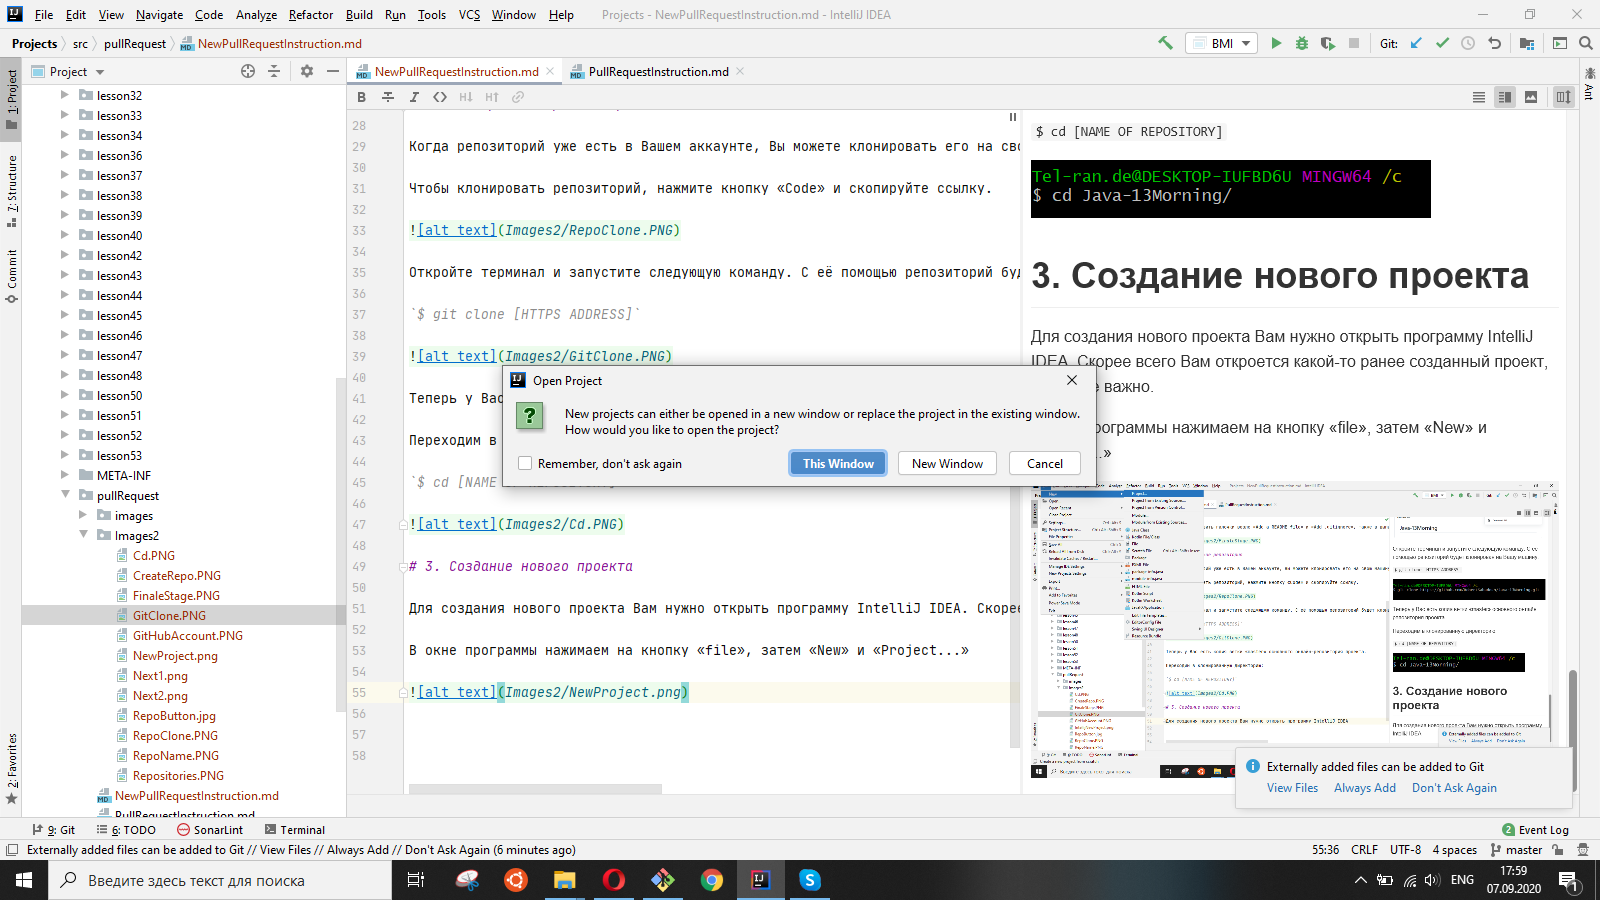 File Edit View Navigate Code Analyze Refactor Build Run Tools VCS Window Help Projects - NewPullRequestInstruction.md - IntelliJ IDEA
Projects src pullRequest NewPullRequestInstruction.md BMI Git:
Project
NewPullRequestInstruction.md
PullRequestInstruction.md
1: Project
7: Structure
Commit
2: Favorites
Ant
lesson32
lesson33
lesson34
lesson36
lesson37
lesson38
lesson39
lesson40
lesson42
lesson43
lesson44
lesson45
lesson46
lesson47
lesson48
lesson50
lesson51
lesson52
lesson53
META-INF
pullRequest
images
Images2
Cd.PNG
CreateRepo.PNG
FinaleStage.PNG
GitClone.PNG
GitHubAccount.PNG
NewProject.png
Next1.png
Next2.png
RepoButton.jpg
RepoClone.PNG
RepoName.PNG
Repositories.PNG
NewPullRequestInstruction.md
PullRequestInstruction.md
28
29 Когда репозиторий уже есть в Вашем аккаунте, Вы можете клонировать его на сво
30
31 Чтобы клонировать репозиторий, нажмите кнопку «Code» и скопируйте ссылку.
32
33 ![alt text](Images2/RepoClone.PNG)
34
35 Откройте терминал и запустите следующую команду. С её помощью репозиторий буд
36
37 `$ git clone [HTTPS ADDRESS]`
38
39 ![alt text](Images2/GitClone.PNG)
40
41 Теперь у Вас
42
43 Переходим в
44
45 `$ cd [NAME
46
47 ![alt text](Images2/Cd.PNG)
48
49 # 3. Создание нового проекта
50
51 Для создания нового проекта Вам нужно открыть программу IntelliJ IDEA. Скорее
52
53 В окне программы нажимаем на кнопку «file», затем «New» и «Project...»
54
55 ![alt text](Images2/NewProject.png)
56
57
58
$ cd [NAME OF REPOSITORY]
Tel-ran.de@DESKTOP-IUFBD6U MINGW64 /c
$ cd Java-13Morning/
3. Создание нового проекта
Для создания нового проекта Вам нужно открыть программу IntelliJ
IDEA. Скорее всего Вам откроется какой-то ранее созданный проект,
важно.
программы нажимаем на кнопку «file», затем «New» и
Open Project
New projects can either be opened in a new window or replace the project in the existing window.
How would you like to open the project?
Remember, don't ask again
This Window New Window Cancel
3. Создание нового
проекта
Externally added files can be added to Git
View Files Always Add Don't Ask Again
9: Git 6: TODO SonarLint Terminal 2 Event Log
Externally added files can be added to Git // View Files // Always Add // Don't Ask Again (6 minutes ago) 55:36 CRLF UTF-8 4 spaces master
Введите здесь текст для поиска
ENG
17:59
07.09.2020
1